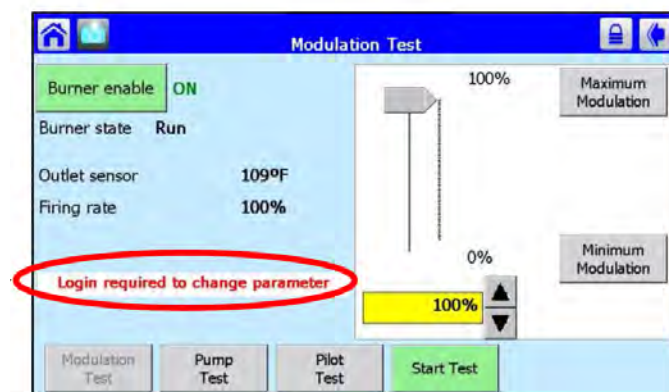 Modulation Test
Burner enable ON
Burner state Run
Outlet sensor 109ºF
Firing rate 100%
Login required to change parameter
100%
0%
100%
Maximum
Modulation
Minimum
Modulation
Modulation
Test
Pump
Test
Pilot
Test
Start Test